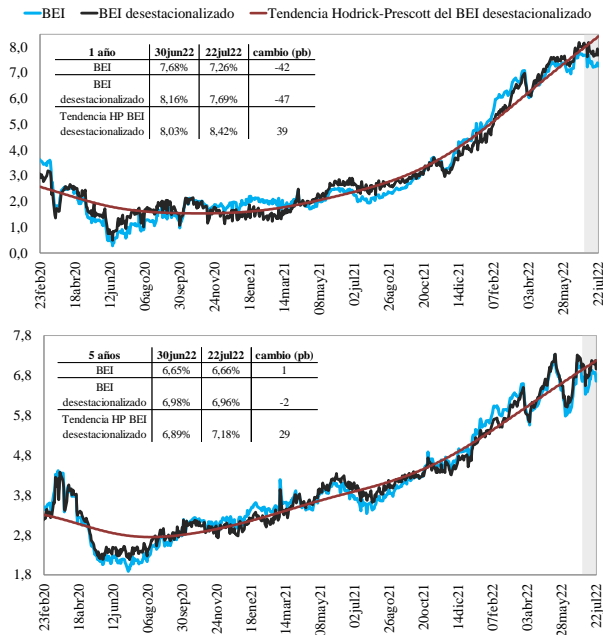 BEI BEI desestacionalizado Tendencia Hodrick-Prescott del BEI desestacionalizado
8,0
7,0
6,0
5,0
4,0
3,0
2,0
1,0
0,0
1 año 30jun22 22jul22 cambio (pb)
BEI 7,68% 7,26% -42
BEI
desestacionalizado 8,16% 7,69% -47
Tendencia HP BEI
desestacionalizado 8,03% 8,42% 39
23feb20 18abr20 12jun20 06ago20 30sep20 24nov20 18ene21 14mar21 08may21 02jul21 26ago21 20oct21 14dic21 07feb22 03abr22 28may22 22jul22
7,8
6,8
5,8
4,8
3,8
2,8
1,8
5 años 30jun22 22jul22 cambio (pb)
BEI 6,65% 6,66% 1
BEI
desestacionalizado 6,98% 6,96% -2
Tendencia HP BEI
desestacionalizado 6,89% 7,18% 29
23feb20 18abr20 12jun20 06ago20 30sep20 24nov20 18ene21 14mar21 08may21 02jul21 26ago21 20oct21 14dic21 07feb22 03abr22 28may22 22jul22